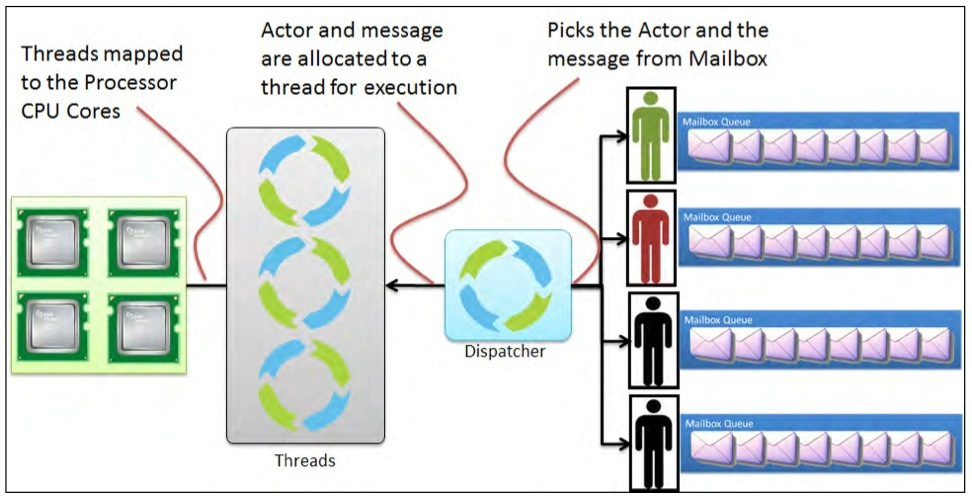 Threads mapped
to the Processor
CPU Cores
Actor and message
are allocated to a
thread for execution
Picks the Actor and the
message from Mailbox
Mailbox Queue
Mailbox Queue
Mailbox Queue
Mailbox Queue
Dispatcher
Threads